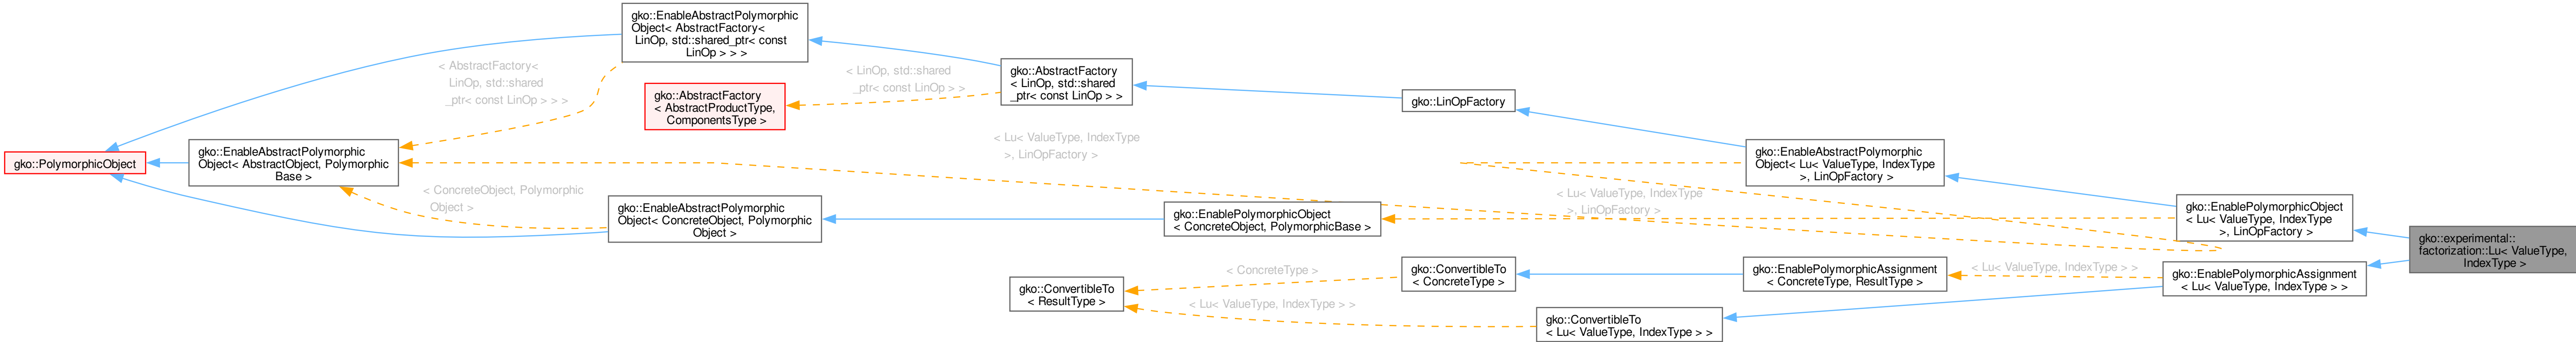 gko::EnableAbstractPolymorphic
Object< AbstractFactory<
LinOp, std::shared_ptr< const
LinOp > > >
< AbstractFactory<
LinOp, std::shared
_ptr< const LinOp > > >
gko::AbstractFactory
< AbstractProductType,
ComponentsType >
< LinOp, std::shared
_ptr< const LinOp > >
gko::AbstractFactory
< LinOp, std::shared
_ptr< const LinOp > >
gko::LinOpFactory
gko::PolymorphicObject
gko::EnableAbstractPolymorphic
Object< AbstractObject, Polymorphic
Base >
< Lu< ValueType, IndexType
>, LinOpFactory >
gko::EnableAbstractPolymorphic
Object< Lu< ValueType, IndexType
>, LinOpFactory >
< ConcreteObject, Polymorphic
Object >
gko::EnableAbstractPolymorphic
Object< ConcreteObject, Polymorphic
Object >
gko::EnablePolymorphicObject
< ConcreteObject, PolymorphicBase >
< Lu< ValueType, IndexType
>, LinOpFactory >
gko::EnablePolymorphicObject
< Lu< ValueType, IndexType
>, LinOpFactory >
gko::experimental::
factorization::Lu< ValueType,
IndexType >
gko::ConvertibleTo
< ResultType >
< ConcreteType >
gko::ConvertibleTo
< ConcreteType >
gko::EnablePolymorphicAssignment
< ConcreteType, ResultType >
< Lu< ValueType, IndexType > >
gko::EnablePolymorphicAssignment
< Lu< ValueType, IndexType > >
< Lu< ValueType, IndexType > >
gko::ConvertibleTo
< Lu< ValueType, IndexType > >